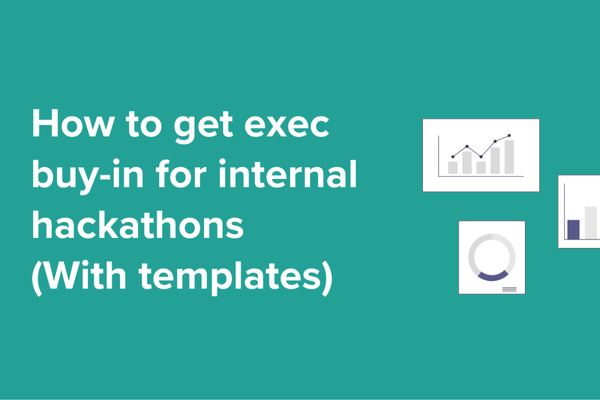 How to get exec
buy-in for internal
hackathons
(With templates)